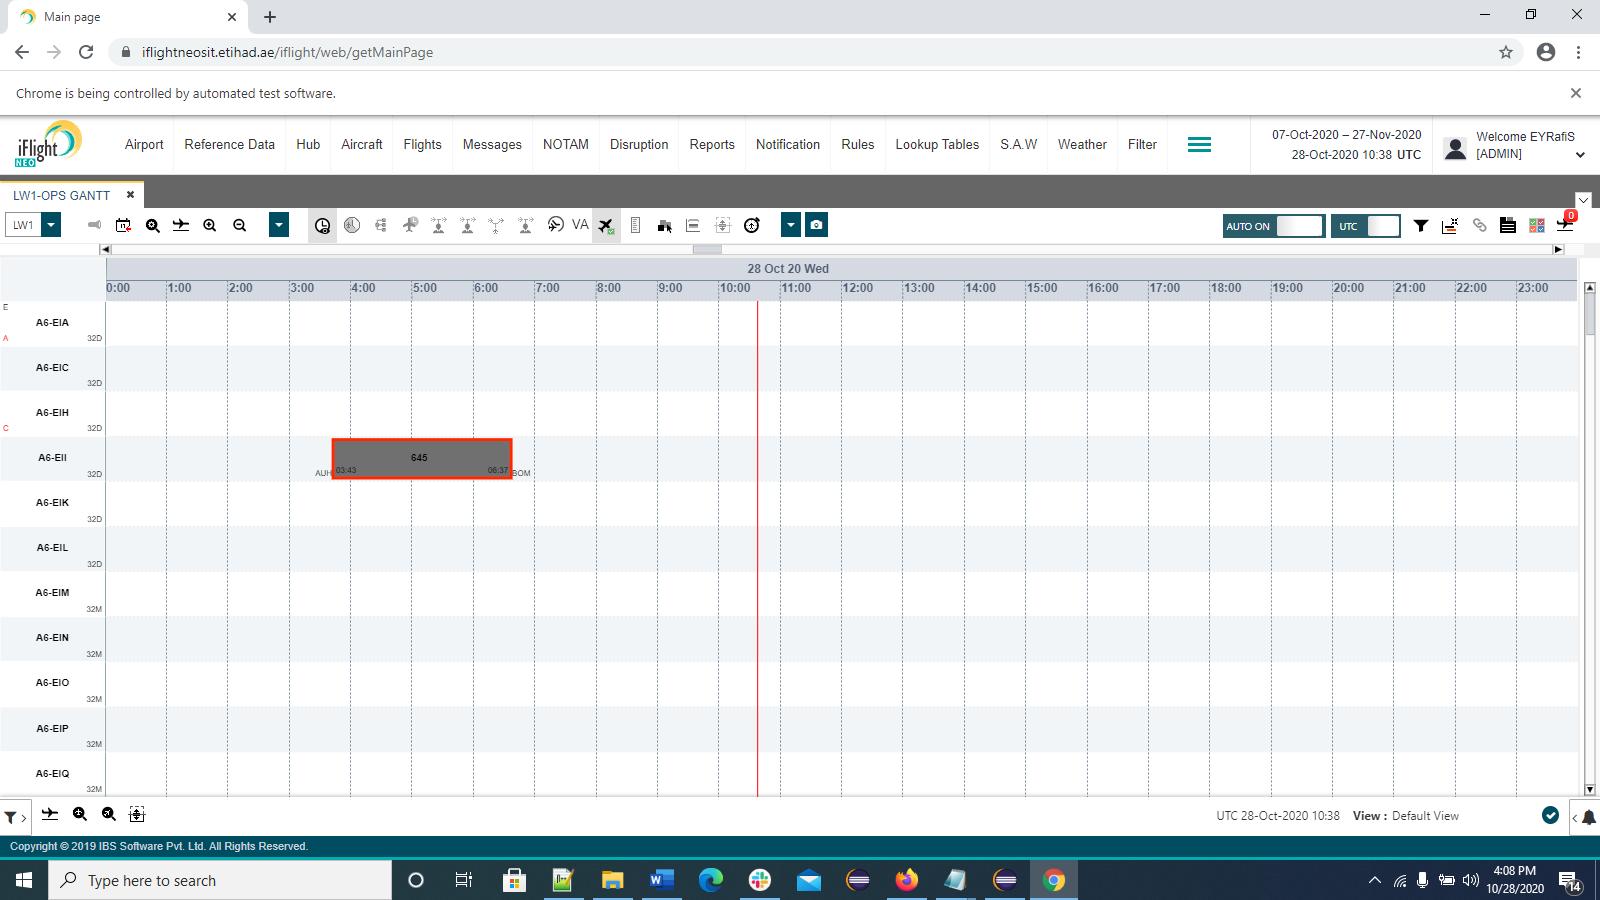 Main page
iflightneosit.etihad.ae/iflight/web/getMainPage
Chrome is being controlled by automated test software.
iFlight
NEO
Airport Reference Data Hub Aircraft Flights Messages NOTAM Disruption Reports Notification Rules Lookup Tables S.A.W Weather Filter
07-Oct-2020 – 27-Nov-2020
28-Oct-2020 10:38 UTC
Welcome EYRafiS
[ADMIN]
LW1-OPS GANTT
LW1
VA
AUTO ON
UTC
0
28 Oct 20 Wed
0:00 1:00 2:00 3:00 4:00 5:00 6:00 7:00 8:00 9:00 10:00 11:00 12:00 13:00 14:00 15:00 16:00 17:00 18:00 19:00 20:00 21:00 22:00 23:00
E
A6-EIA
A
32D
A6-EIC
32D
A6-EIH
C
32D
A6-EII
645
32D
AUH 03:43 06:37 BOM
A6-EIK
32D
A6-EIL
32D
A6-EIM
32M
A6-EIN
32M
A6-EIO
32M
A6-EIP
32M
A6-EIQ
32M
UTC 28-Oct-2020 10:38 View : Default View
Copyright © 2019 IBS Software Pvt. Ltd. All Rights Reserved.
Type here to search
4:08 PM
10/28/2020
14